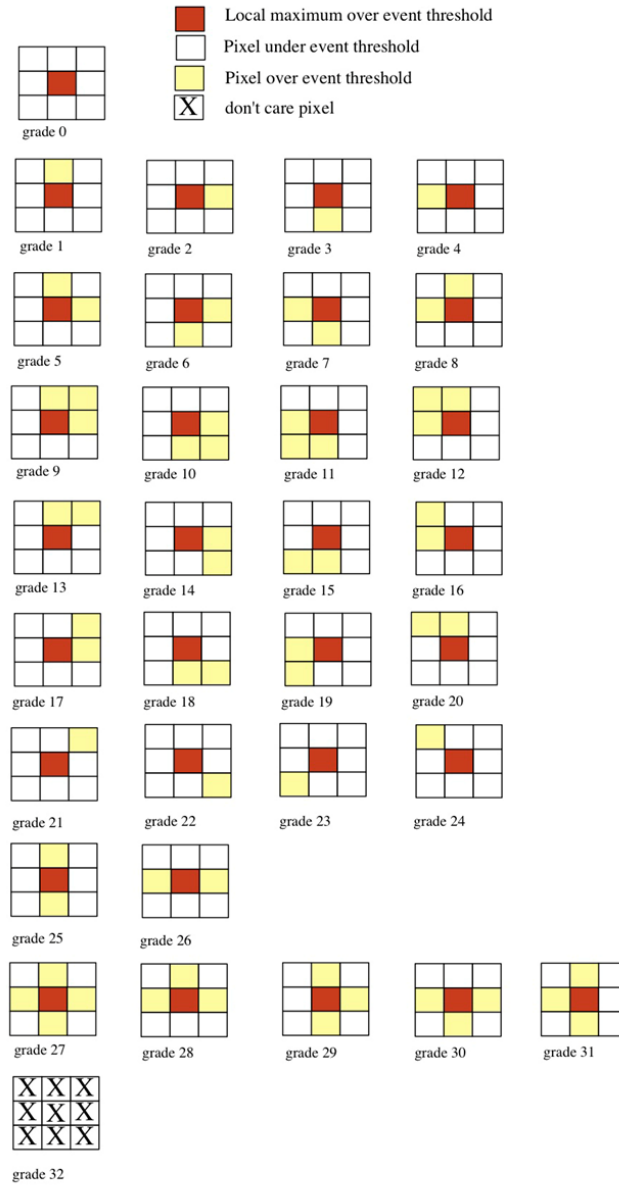 Local maximum over event threshold
Pixel under event threshold
Pixel over event threshold
X don't care pixel
grade 0
grade 1 grade 2 grade 3 grade 4
grade 5 grade 6 grade 7 grade 8
grade 9 grade 10 grade 11 grade 12
grade 13 grade 14 grade 15 grade 16
grade 17 grade 18 grade 19 grade 20
grade 21 grade 22 grade 23 grade 24
grade 25 grade 26
grade 27 grade 28 grade 29 grade 30 grade 31
X X X
X X X
X X X
grade 32